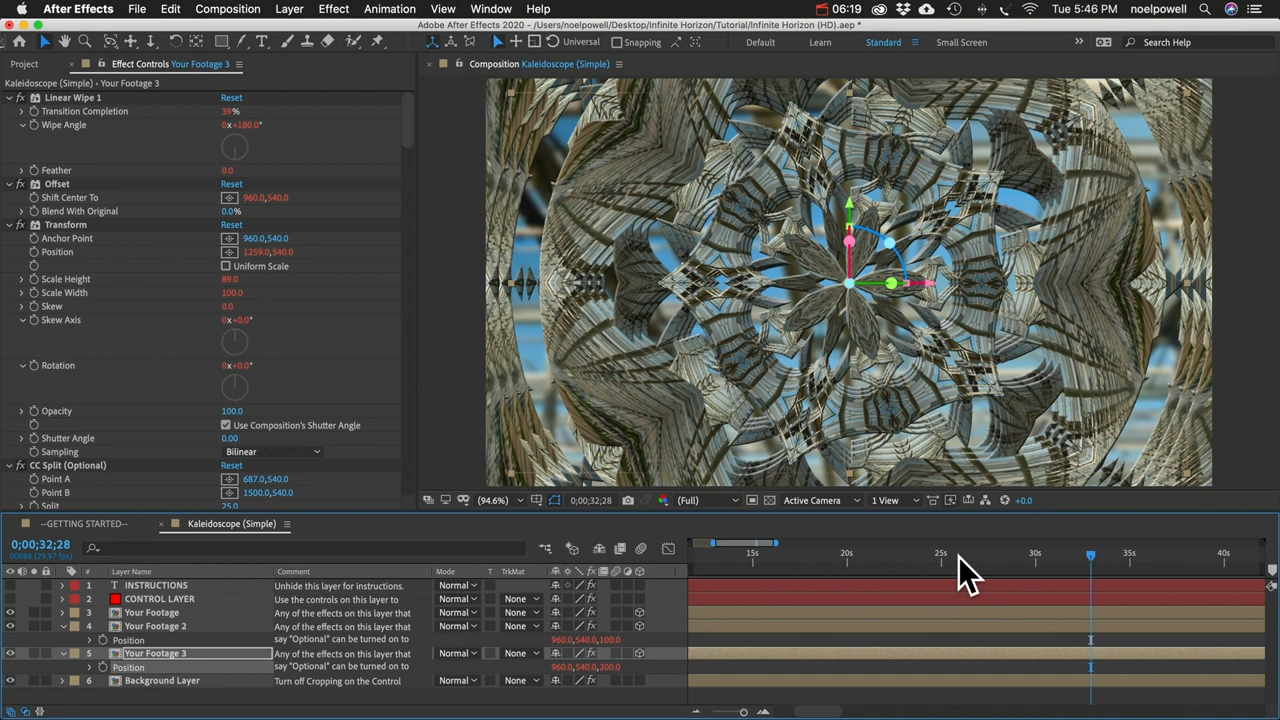 After Effects File Edit Composition Layer Effect Animation View Window Help 06:19 Tue 5:46 PM noelpowell
Adobe After Effects 2020 - /Users/noelpowell/Desktop/Infinite Horizon/Tutorial/Infinite Horizon (HD).aep *
Universal Snapping Default Learn Standard Small Screen Search Help
Project Effect Controls Your Footage 3 Composition Kaleidoscope (Simple)
Kaleidoscope (Simple) • Your Footage 3
fx Linear Wipe 1 Reset
Transition Completion 39%
Wipe Angle 0x+180.0°
Feather 0.0
fx Offset Reset
Shift Center To 960.0,540.0
Blend With Original 0.0%
fx Transform Reset
Anchor Point 960.0,540.0
Position 1259.0,540.0
Uniform Scale
Scale Height 89.0
Scale Width 100.0
Skew 0.0
Skew Axis 0x+0.0°
Rotation 0x+0.0°
Opacity 100.0
Use Composition's Shutter Angle
Shutter Angle 0.00
Sampling Bilinear
fx CC Split (Optional) Reset
Point A 687.0,540.0
Point B 1500.0,540.0
Split 25.0
(94.6%) 0;00;32;28 (Full) Active Camera 1 View +0.0
--GETTING STARTED-- Kaleidoscope (Simple)
0;00;32;28
00988 (29.97 fps)
15s 20s 25s 30s 35s 40s
# Layer Name Comment Mode T TrkMat
1 T INSTRUCTIONS Unhide this layer for instructions. Normal
2 CONTROL LAYER Use the controls on this layer Normal None
3 Your Footage Any of the effects on this layer that Normal None fx
4 Your Footage 2 Any of the effects on this layer that Normal None fx
Position say "Optional" can be turned on to 960.0,540.0,100.0
5 Your Footage 3 Any of the effects on this layer that Normal None fx
Position say "Optional" can be turned on to 960.0,540.0,200.0
6 Background Layer Turn off Cropping on the Control Normal None fx